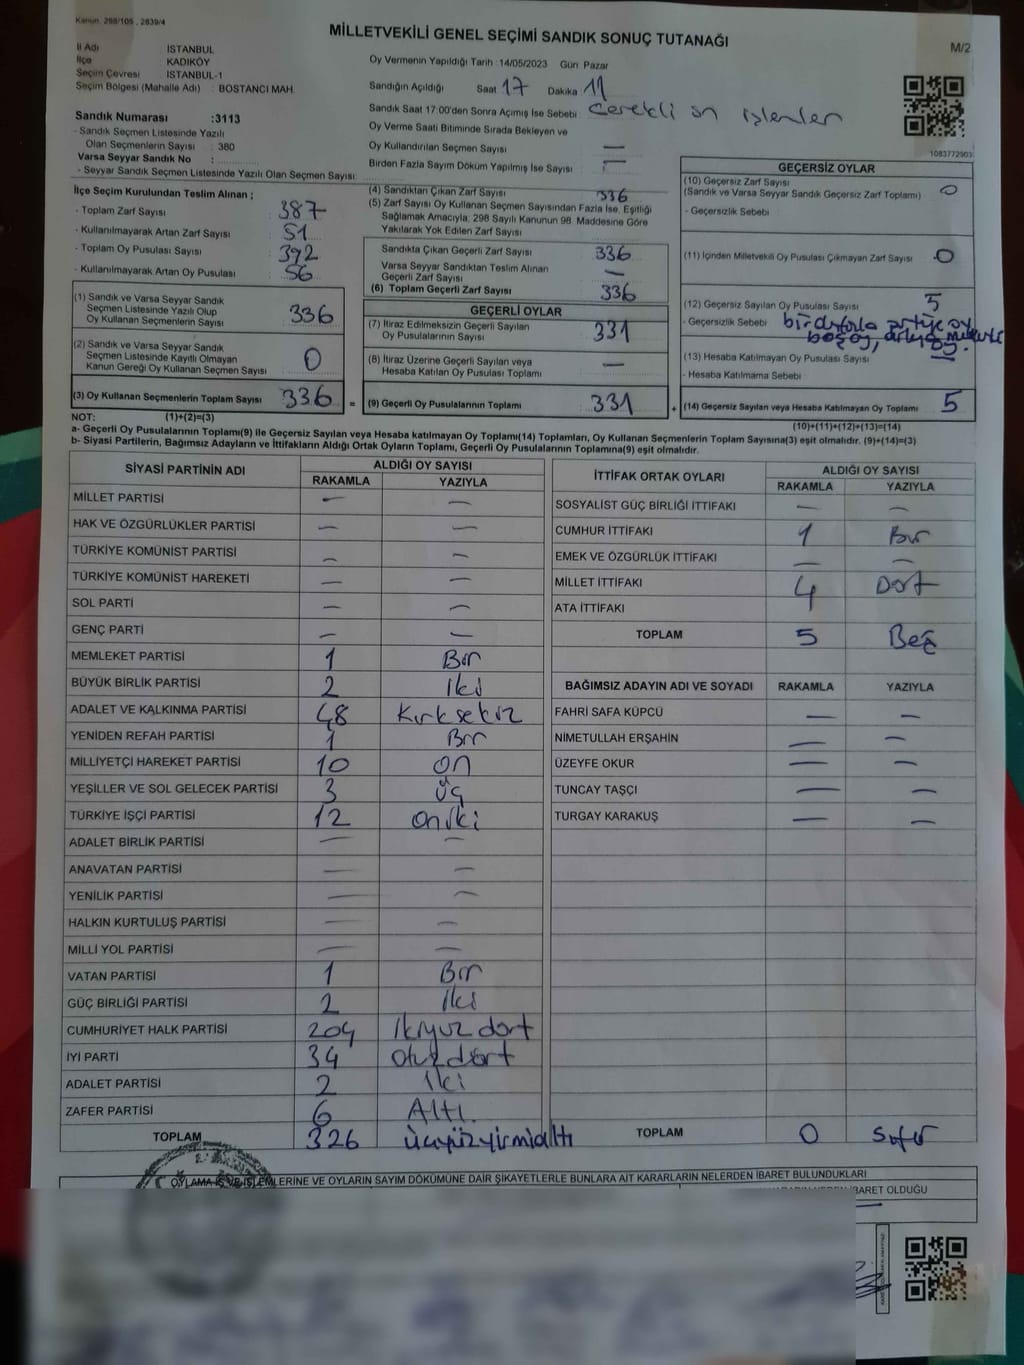 Kanun. 298/105 , 2839/4
MİLLETVEKİLİ GENEL SEÇİMİ SANDIK SONUÇ TUTANAĞI
M/2
İl Adı İSTANBUL
İlçe KADIKÖY
Seçim Çevresi İSTANBUL-1
Seçim Bölgesi (Mahalle Adı) : BOSTANCI MAH.
Oy Vermenin Yapıldığı Tarih : 14/05/2023 Gün Pazar
Sandığın Açıldığı Saat 17 Dakika 11
Sandık Saat 17:00'den Sonra Açımış İse Sebebi : Gerekli ön işlemler
Oy Verme Saati Bitiminde Sırada Bekleyen ve
Oy Kullandırılan Seçmen Sayısı —
Birden Fazla Sayım Döküm Yapılmış İse Sayısı —
Sandık Numarası :3113
- Sandık Seçmen Listesinde Yazılı
Olan Seçmenlerin Sayısı : 380
Varsa Seyyar Sandık No :
- Seyyar Sandık Seçmen Listesinde Yazılı Olan Seçmen Sayısı:
1083772903
İlçe Seçim Kurulundan Teslim Alınan ;
- Toplam Zarf Sayısı 387
- Kullanılmayarak Artan Zarf Sayısı 51
- Toplam Oy Pusulası Sayısı 392
- Kullanılmayarak Artan Oy Pusulası 56
(1) Sandık ve Varsa Seyyar Sandık
Seçmen Listesinde Yazılı Olup
Oy Kullanan Seçmenlerin Sayısı 336
(2) Sandık ve Varsa Seyyar Sandık
Seçmen Listesinde Kayıtlı Olmayan
Kanun Gereği Oy Kullanan Seçmen Sayısı 0
(3) Oy Kullanan Seçmenlerin Toplam Sayısı 336 =
(4) Sandıktan Çıkan Zarf Sayısı 336
(5) Zarf Sayısı Oy Kullanan Seçmen Sayısından Fazla İse, Eşitliği
Sağlamak Amacıyla, 298 Sayılı Kanunun 98. Maddesine Göre
Yakılarak Yok Edilen Zarf Sayısı
Sandıkta Çıkan Geçerli Zarf Sayısı 336
Varsa Seyyar Sandıktan Teslim Alınan
Geçerli Zarf Sayısı —
(6) Toplam Geçerli Zarf Sayısı 336
GEÇERLİ OYLAR
(7) İtiraz Edilmeksizin Geçerli Sayılan
Oy Pusulalarının Sayısı 331
(8) İtiraz Üzerine Geçerli Sayılan veya
Hesaba Katılan Oy Pusulası Toplamı —
(9) Geçerli Oy Pusulalarının Toplamı 331 +
GEÇERSİZ OYLAR
(10) Geçersiz Zarf Sayısı
(Sandık ve Varsa Seyyar Sandık Geçersiz Zarf Toplamı) 0
- Geçersizlik Sebebi
(11) İçinden Milletvekili Oy Pusulası Çıkmayan Zarf Sayısı 0
(12) Geçersiz Sayılan Oy Pusulası Sayısı 5
- Geçersizlik Sebebi birdenfazla partiye oy
boş oy,
(13) Hesaba Katılmayan Oy Pusulası Sayısı —
- Hesaba Katılmama Sebebi
(14) Geçersiz Sayılan veya Hesaba Katılmayan Oy Toplamı 5
NOT: (1)+(2)=(3)
(10)+(11)+(12)+(13)=(14)
a- Geçerli Oy Pusulasının Toplamı(9) ile Geçersiz Sayılan veya Hesaba katılmayan Oy Toplamı(14) Toplamları, Oy Kullanan Seçmenlerin Toplam Sayısına(3) eşit olmalıdır. (9)+(14)=(3)
b- Siyasi Partilerin, Bağımsız Adayların ve İttifakların Aldığı Ortak Oyların Toplamı, Geçerli Oy Pusulalarının Toplamına(9) eşit olmalıdır.
SİYASİ PARTİNİN ADI ALDIĞI OY SAYISI
RAKAMLA YAZIYLA
MİLLET PARTİSİ — —
HAK VE ÖZGÜRLÜKLER PARTİSİ — —
TÜRKİYE KOMÜNİST PARTİSİ — —
TÜRKİYE KOMÜNİST HAREKETİ — —
SOL PARTİ — —
GENÇ PARTİ — —
MEMLEKET PARTİSİ 1 Bir
BÜYÜK BİRLİK PARTİSİ 2 İki
ADALET VE KALKINMA PARTİSİ 48 Kırksekiz
YENİDEN REFAH PARTİSİ 1 Bir
MİLLİYETÇİ HAREKET PARTİSİ 10 On
YEŞİLLER VE SOL GELECEK PARTİSİ 3 Üç
TÜRKİYE İŞÇİ PARTİSİ 12 Oniki
ADALET BİRLİK PARTİSİ — —
ANAVATAN PARTİSİ — —
YENİLİK PARTİSİ — —
HALKIN KURTULUŞ PARTİSİ — —
MİLLİ YOL PARTİSİ — —
VATAN PARTİSİ 1 Bir
GÜÇ BİRLİĞİ PARTİSİ 2 İki
CUMHURİYET HALK PARTİSİ 204 İkiyüz dört
İYİ PARTİ 34 Otuzdört
ADALET PARTİSİ 2 İki
ZAFER PARTİSİ 6 Altı
TOPLAM 326 üçyüzyirmialtı
İTTİFAK ORTAK OYLARI ALDIĞI OY SAYISI
RAKAMLA YAZIYLA
SOSYALİST GÜÇ BİRLİĞİ İTTİFAKI — —
CUMHUR İTTİFAKI 1 Bir
EMEK VE ÖZGÜRLÜK İTTİFAKI — —
MİLLET İTTİFAKI 4 Dört
ATA İTTİFAKI
TOPLAM 5 Beş
BAĞIMSIZ ADAYIN ADI VE SOYADI RAKAMLA YAZIYLA
FAHRİ SAFA KÜPCÜ — —
NİMETULLAH ERŞAHİN — —
ÜZEYFE OKUR — —
TUNCAY TAŞÇI — —
TURGAY KARAKUŞ — —
TOPLAM 0 Sıfır
OYLAMA İŞ VE İŞLEMLERİNE VE OYLARIN SAYIM DÖKÜMÜNE DAİR ŞİKAYETLERLE BUNLARA AİT KARARLARIN NELERDEN İBARET BULUNDUKLARI
İBARET OLDUĞU